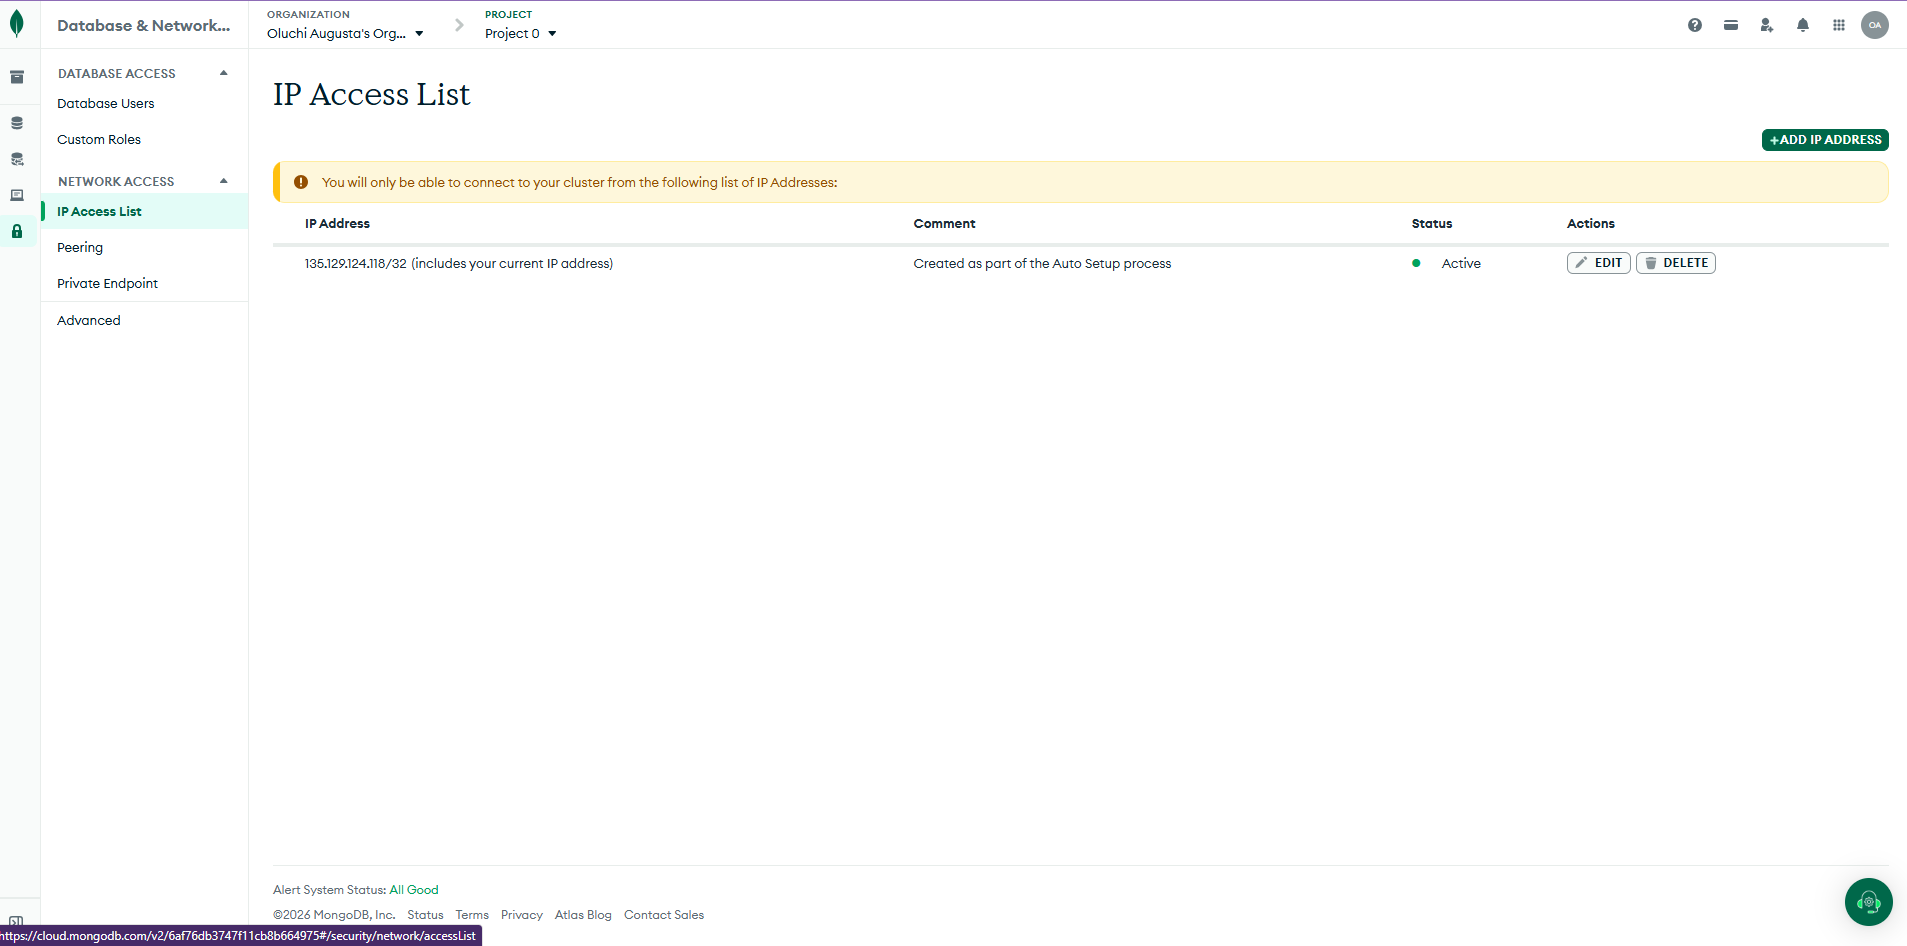 Database & Network...
ORGANIZATION
Oluchi Augusta's Org...
PROJECT
Project 0
OA
DATABASE ACCESS
Database Users
Custom Roles
NETWORK ACCESS
IP Access List
Peering
Private Endpoint
Advanced
IP Access List
+ADD IP ADDRESS
You will only be able to connect to your cluster from the following list of IP Addresses:
IP Address Comment Status Actions
135.129.124.118/32 (includes your current IP address) Created as part of the Auto Setup process Active EDIT DELETE
Alert System Status: All Good
©2026 MongoDB, Inc. Status Terms Privacy Atlas Blog Contact Sales
https://cloud.mongodb.com/v2/6af76db3747f11cb8b664975#/security/network/accessList